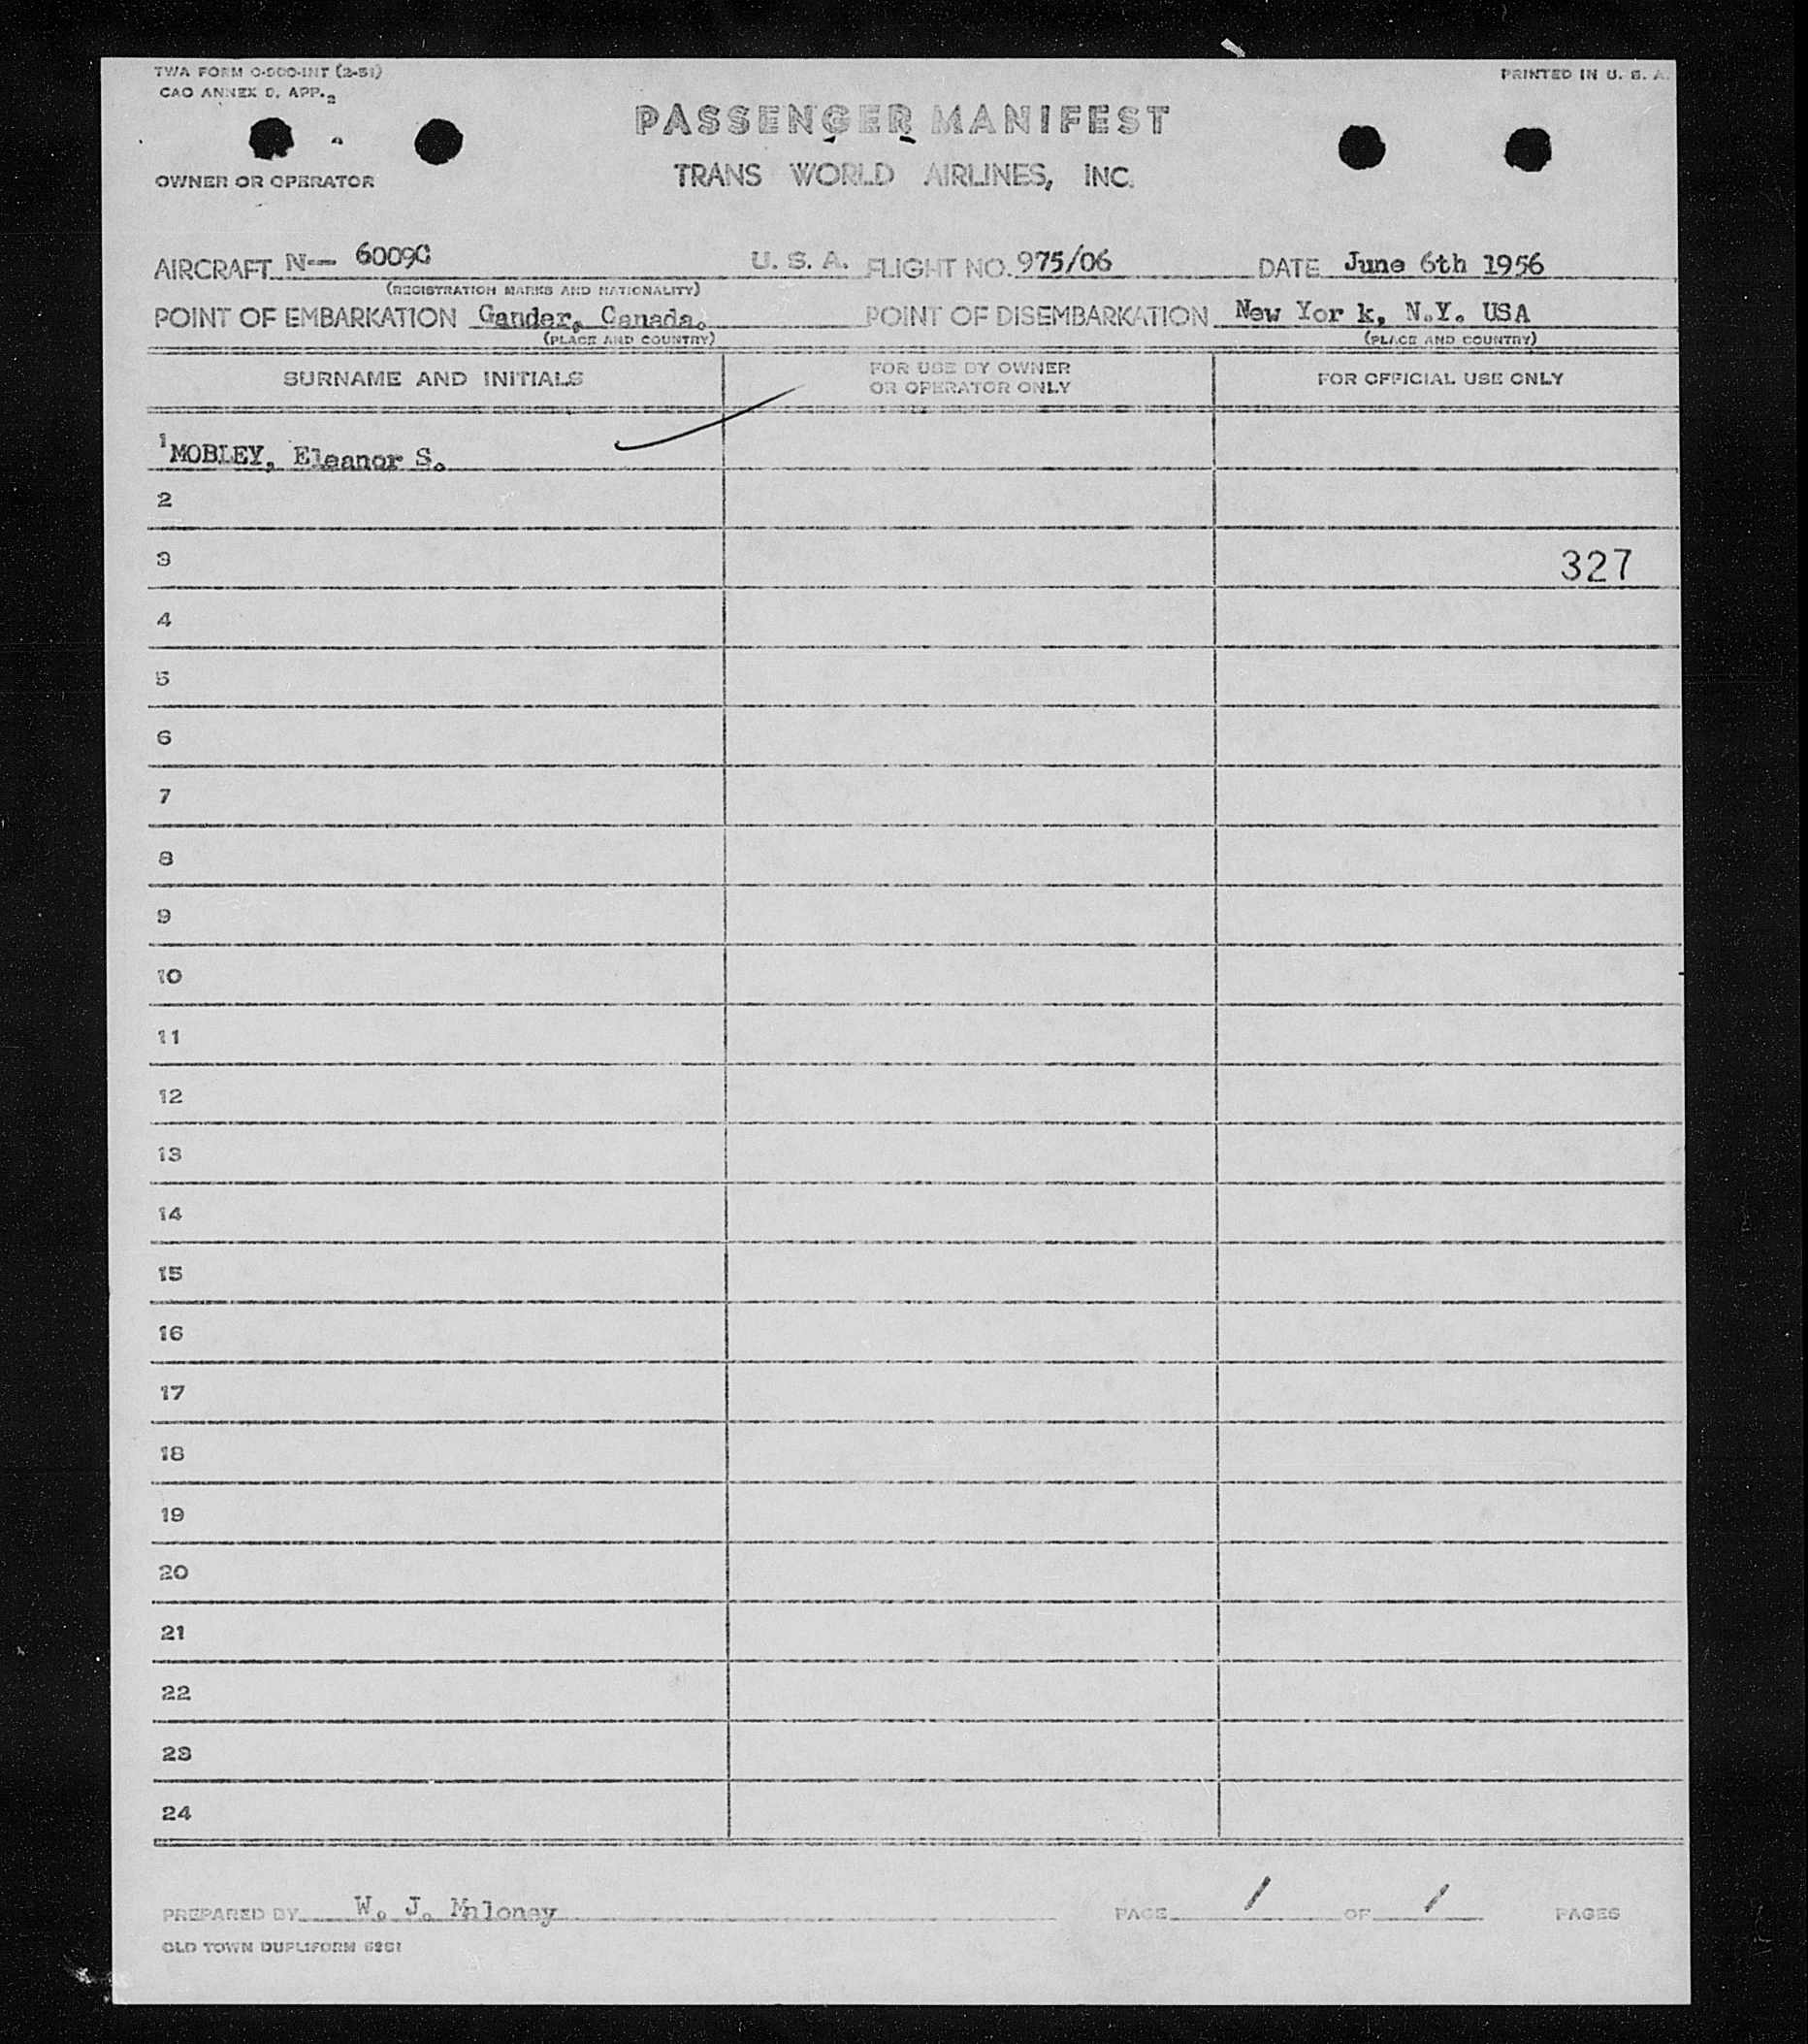 TWA FORM O-900-INT (2-51)
PRINTED IN U. S. A.
CAO ANNEX 9, APP. 2
PASSENGER MANIFEST
OWNER OR OPERATOR
TRANS WORLD AIRLINES, INC.
AIRCRAFT N-- 6009C U. S. A. FLIGHT NO. 975/06 DATE June 6th 1956
(REGISTRATION MARKS AND NATIONALITY)
POINT OF EMBARKATION Gander, Canada. POINT OF DISEMBARKATION New Yor k, N.Y. USA
(PLACE AND COUNTRY) (PLACE AND COUNTRY)
SURNAME AND INITIALS
FOR USE BY OWNER
OR OPERATOR ONLY
FOR OFFICIAL USE ONLY
1 MOBLEY, Eleanor S.
2
3 327
4
5
6
7
8
9
10
11
12
13
14
15
16
17
18
19
20
21
22
23
24
PREPARED BY W. J. Maloney PAGE 1 OF 1 PAGES
OLD TOWN DUPLIFORM